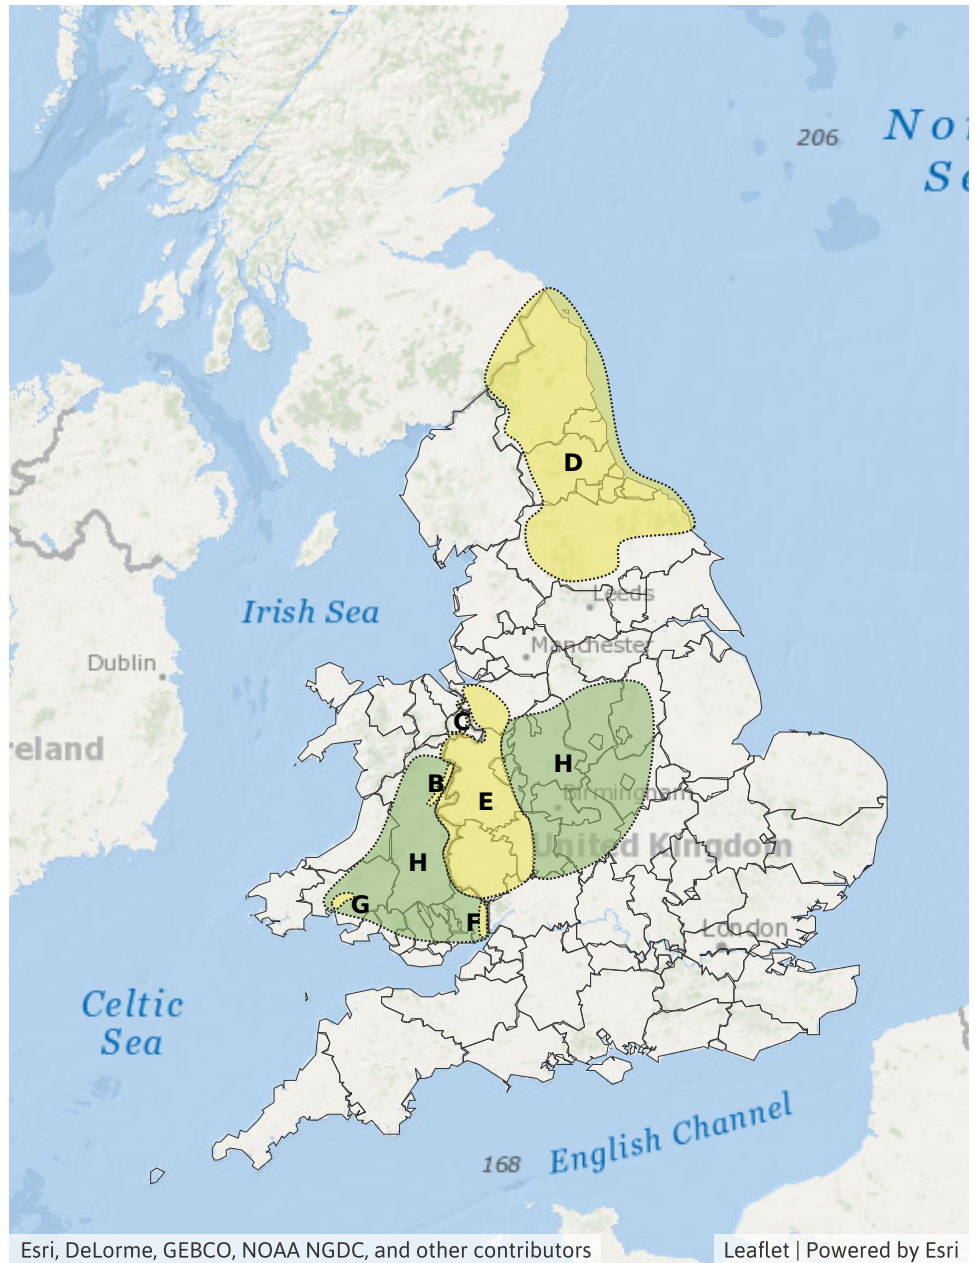 206
No
Se
D
Leeds
Irish Sea
Manchester
Dublin
C
reland
H
B
Birmingham
E
United Kingdom
H
G
F
London
Celtic
Sea
English Channel
168
Esri, DeLorme, GEBCO, NOAA NGDC, and other contributors
Leaflet | Powered by Esri